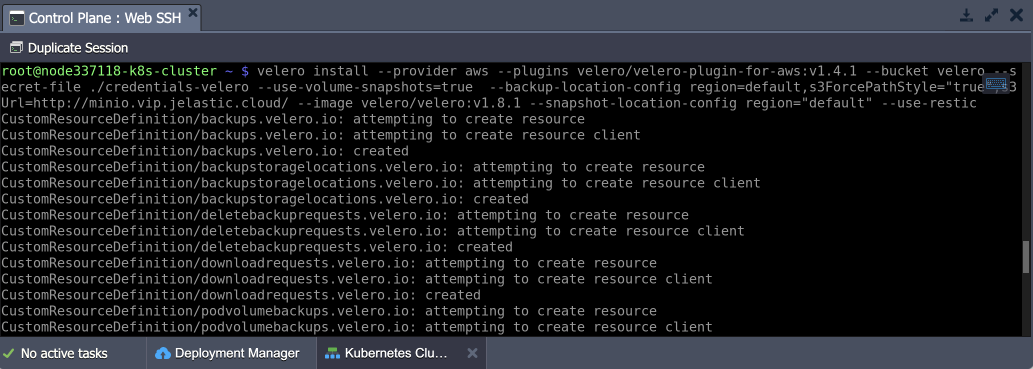 Control Plane : Web SSH
Duplicate Session
root@node337118-k8s-cluster ~ $ velero install --provider aws --plugins velero/velero-plugin-for-aws:v1.4.1 --bucket velero --s
ecret-file ./credentials-velero --use-volume-snapshots=true  --backup-location-config region=default,s3ForcePathStyle="true",s3
Url=http://minio.vip.jelastic.cloud/ --image velero/velero:v1.8.1 --snapshot-location-config region="default" --use-restic
CustomResourceDefinition/backups.velero.io: attempting to create resource
CustomResourceDefinition/backups.velero.io: attempting to create resource client
CustomResourceDefinition/backups.velero.io: created
CustomResourceDefinition/backupstoragelocations.velero.io: attempting to create resource
CustomResourceDefinition/backupstoragelocations.velero.io: attempting to create resource client
CustomResourceDefinition/backupstoragelocations.velero.io: created
CustomResourceDefinition/deletebackuprequests.velero.io: attempting to create resource
CustomResourceDefinition/deletebackuprequests.velero.io: attempting to create resource client
CustomResourceDefinition/deletebackuprequests.velero.io: created
CustomResourceDefinition/downloadrequests.velero.io: attempting to create resource
CustomResourceDefinition/downloadrequests.velero.io: attempting to create resource client
CustomResourceDefinition/downloadrequests.velero.io: created
CustomResourceDefinition/podvolumebackups.velero.io: attempting to create resource
CustomResourceDefinition/podvolumebackups.velero.io: attempting to create resource client
No active tasks
Deployment Manager
Kubernetes Clu...